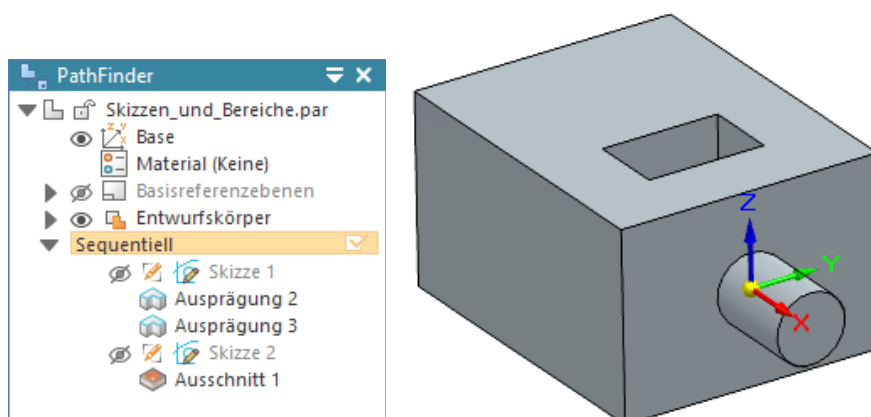 PathFinder
Skizzen_und_Bereiche.par
Base
Material (Keine)
Basisreferenzebenen
Entwurfskörper
Sequentiell
Skizze 1
Ausprägung 2
Ausprägung 3
Skizze 2
Ausschnitt 1
Z
Y
X